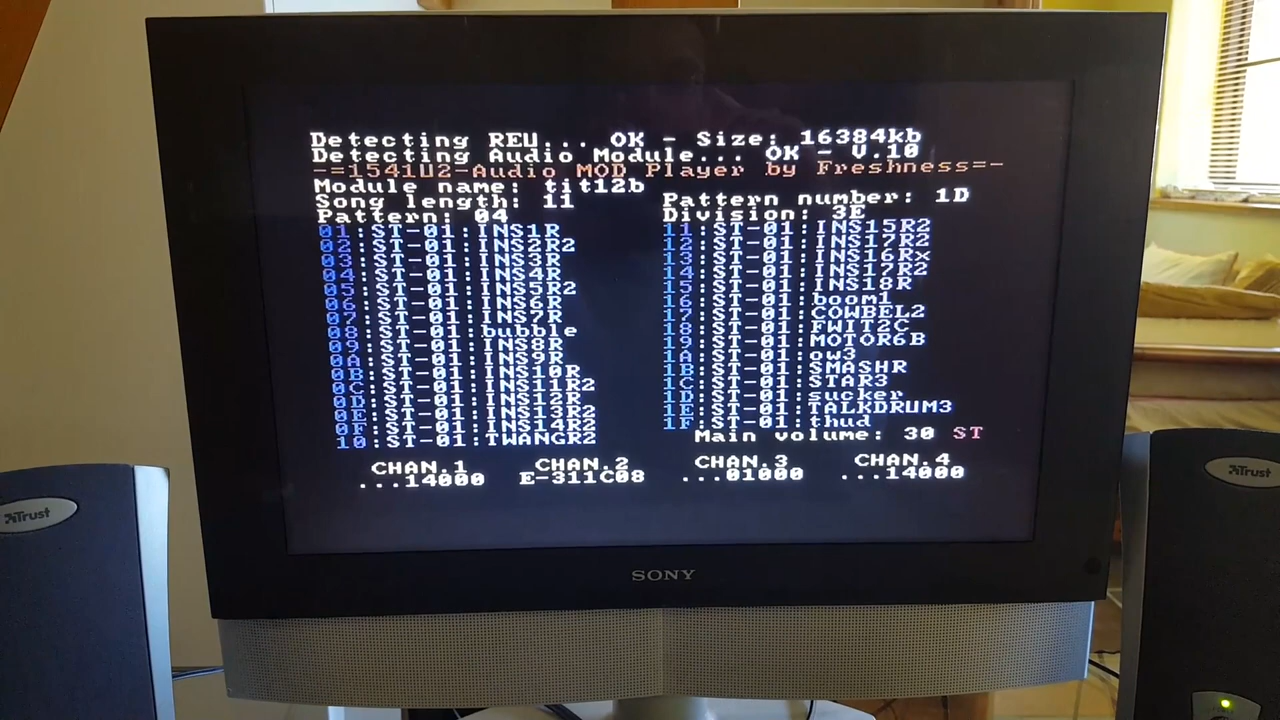 Detecting REU... OK - Size: 16384kb
Detecting Audio Module... OK - V.10
-=1541U2-Audio MOD Player by Freshness=-
Module name: tit12b
Song length: 11 Pattern number: 1D
Pattern: 04 Division: 3E
01:ST-01:INS1R 11:ST-01:INS15R2
02:ST-01:INS2R2 12:ST-01:INS17R2
03:ST-01:INS3R 13:ST-01:INS16Rx
04:ST-01:INS4R 14:ST-01:INS17R2
05:ST-01:INS5R2 15:ST-01:INS18R
06:ST-01:INS6R 16:ST-01:boom1
07:ST-01:INS7R 17:ST-01:COWBEL2
08:ST-01:bubble 18:ST-01:FWIT2C
09:ST-01:INS8R 19:ST-01:MOTOR6B
0A:ST-01:INS9R 1A:ST-01:ow3
0B:ST-01:INS10R 1B:ST-01:SMASHR
0C:ST-01:INS11R2 1C:ST-01:STAR3
0D:ST-01:INS12R 1D:ST-01:sucker
0E:ST-01:INS13R2 1E:ST-01:TALKDRUM3
0F:ST-01:INS14R2 1F:ST-01:thud
10:ST-01:TWANGR2 Main volume: 30 ST
CHAN.1 CHAN.2 CHAN.3 CHAN.4
...14000 E-311C08 ...01000 ...14000
Trust
Trust
SONY